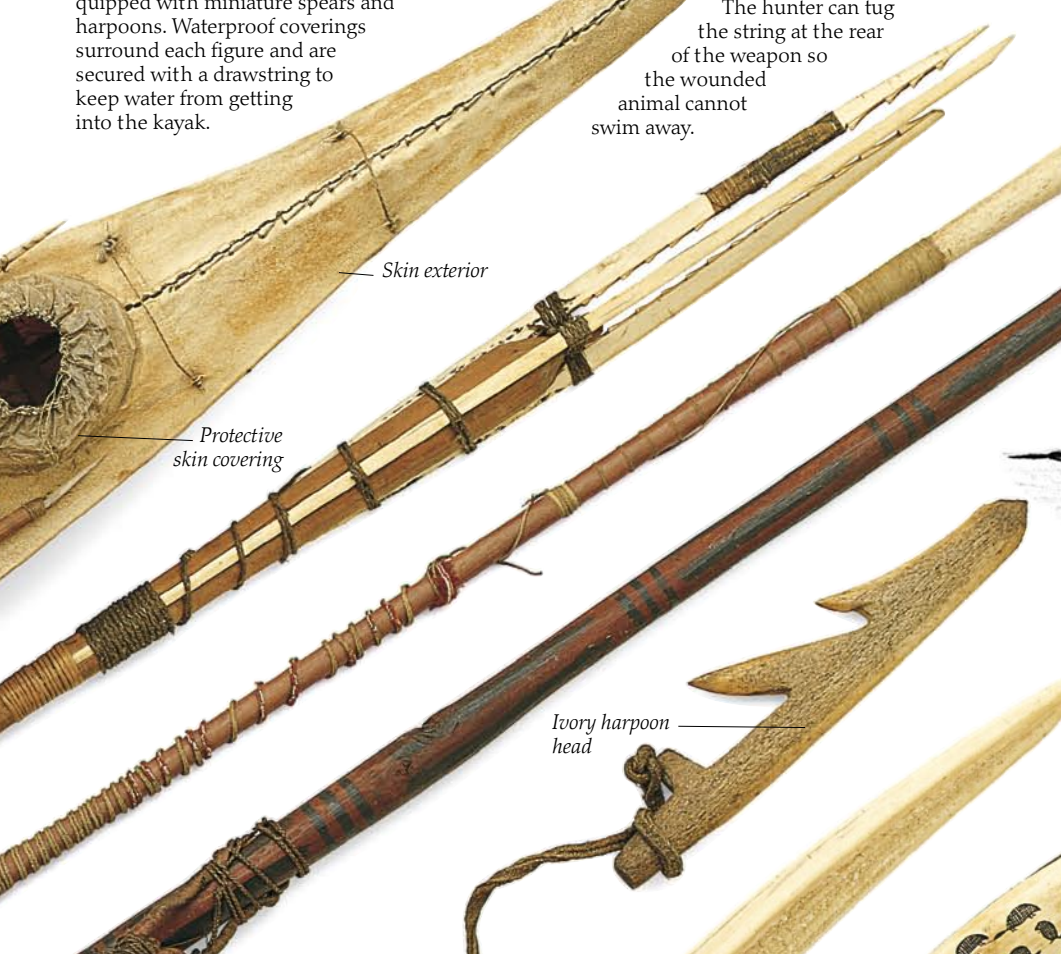 quipped with miniature spears and
harpoons. Waterproof coverings
surround each figure and are
secured with a drawstring to
keep water from getting
into the kayak.
The hunter can tug
the string at the rear
of the weapon so
the wounded
animal cannot
swim away.
Skin exterior
Protective
skin covering
Ivory harpoon
head